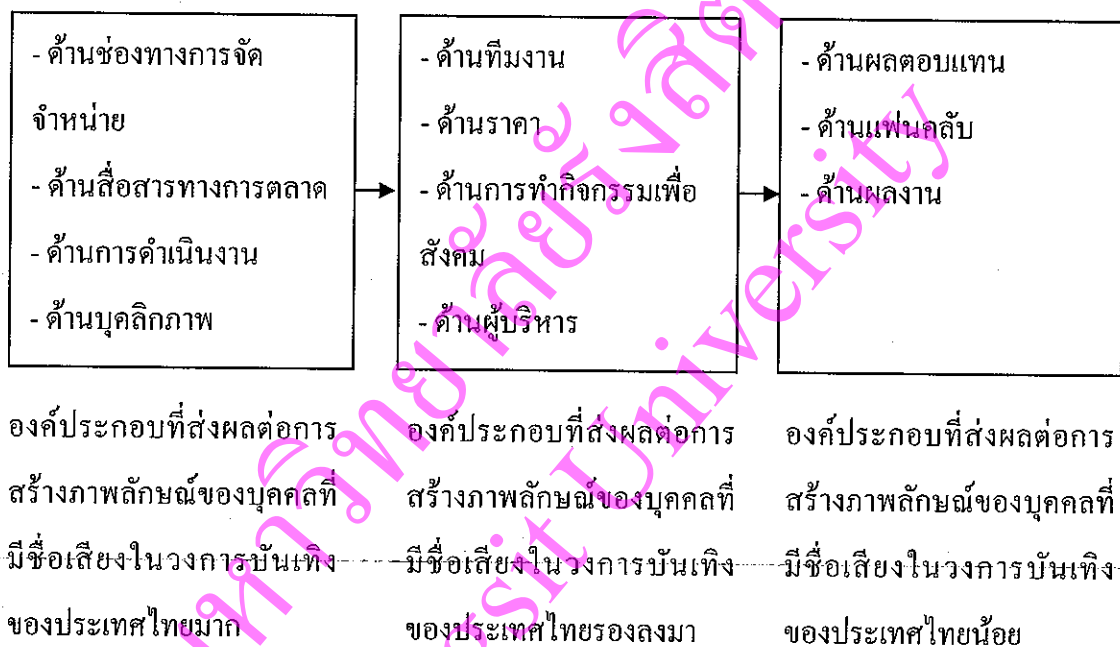 - ด้านช่องทางการจัด
จำหน่าย
- ด้านสื่อสารทางการตลาด
- ด้านการดำเนินงาน
- ด้านบุคลิกภาพ
- ด้านทีมงาน
- ด้านราคา
- ด้านการทำกิจกรรมเพื่อ
สังคม
- ด้านผู้บริหาร
- ด้านผลตอบแทน
- ด้านแฟนคลับ
- ด้านผลงาน
องค์ประกอบที่ส่งผลต่อการ
สร้างภาพลักษณ์ของบุคคลที่
มีชื่อเสียงในวงการบันเทิง
ของประเทศไทยมาก
องค์ประกอบที่ส่งผลต่อการ
สร้างภาพลักษณ์ของบุคคลที่
มีชื่อเสียงในวงการบันเทิง
ของประเทศไทยรองลงมา
องค์ประกอบที่ส่งผลต่อการ
สร้างภาพลักษณ์ของบุคคลที่
มีชื่อเสียงในวงการบันเทิง
ของประเทศไทยน้อย
University